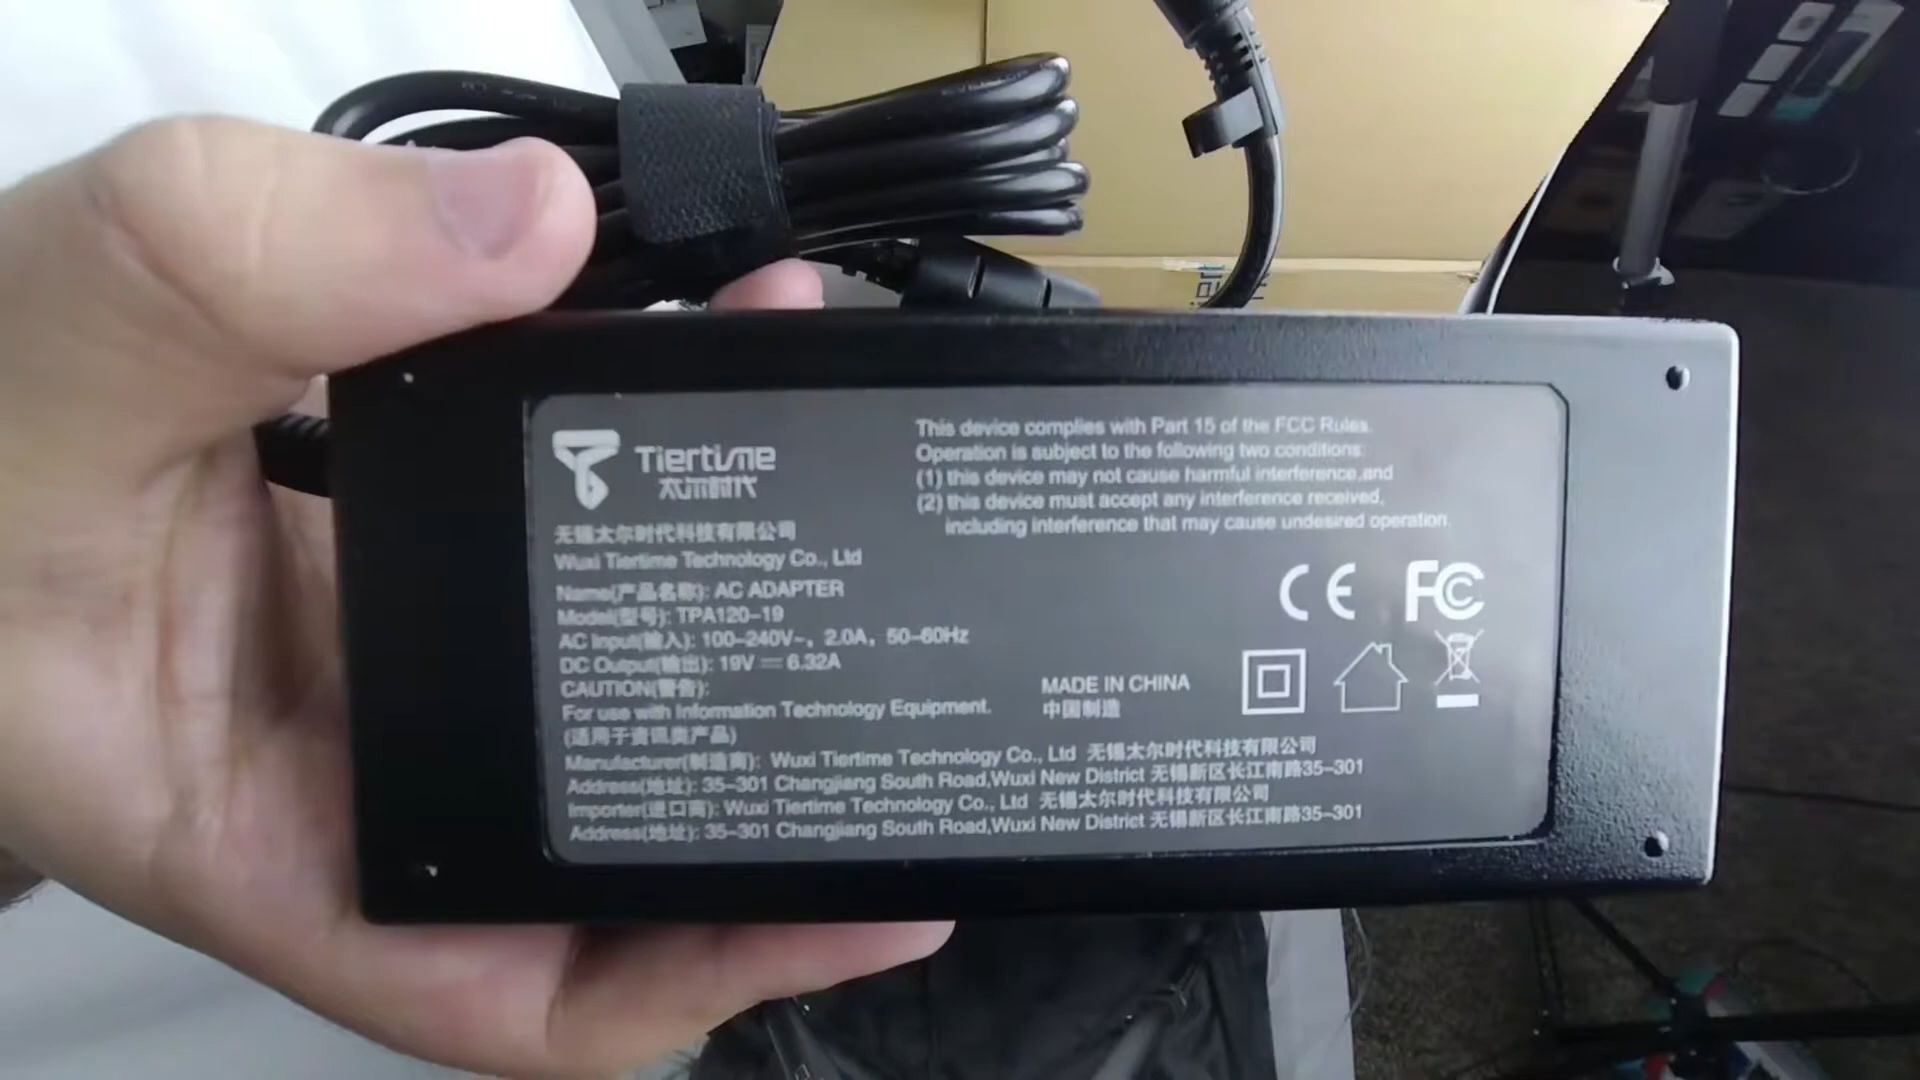 Tiertime
太尔时代
无锡太尔时代科技有限公司
Wuxi Tiertime Technology Co., Ltd
Name(产品名称): AC ADAPTER
Model(型号): TPA120-19
AC Input(输入): 100-240V~, 2.0A, 50-60Hz
DC Output(输出): 19V ⎓ 6.32A
CAUTION(警告):
For use with Information Technology Equipment.
(适用于资讯类产品)
Manufacturer(制造商): Wuxi Tiertime Technology Co., Ltd 无锡太尔时代科技有限公司
Address(地址): 35-301 Changjiang South Road,Wuxi New District 无锡新区长江南路35-301
Importer(进口商): Wuxi Tiertime Technology Co., Ltd 无锡太尔时代科技有限公司
Address(地址): 35-301 Changjiang South Road,Wuxi New District 无锡新区长江南路35-301
This device complies with Part 15 of the FCC Rules.
Operation is subject to the following two conditions:
(1) this device may not cause harmful interference,and
(2) this device must accept any interference received,
including interference that may cause undesired operation.
CE FCC
MADE IN CHINA
中国制造